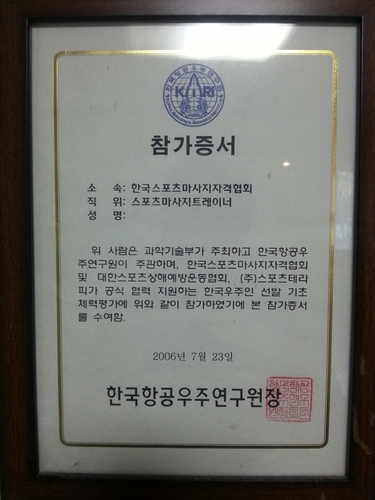 KARI
참가증서
소 속: 한국스포츠마사지자격협회
직 위: 스포츠마사지트레이너
성 명:
위 사람은 과학기술부가 주최하고 한국항공우
주연구원이 주관하며, 한국스포츠마사지자격협회
및 대한스포츠상해예방운동협회, (주)스포츠테라
피가 공식 협력 지원하는 한국우주인 선발 기초
체력평가에 위와 같이 참가하였기에 본 참가증서
를 수여함.
2006년 7월 23일
한국항공우주연구원장